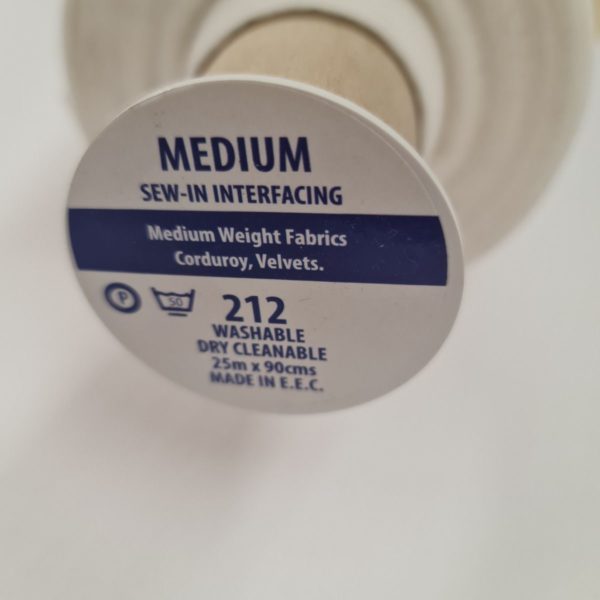 MEDIUM
SEW-IN INTERFACING
Medium Weight Fabrics
Corduroy, Velvets.
P
50
212
WASHABLE
DRY CLEANABLE
25m x 90cms
MADE IN E.E.C.